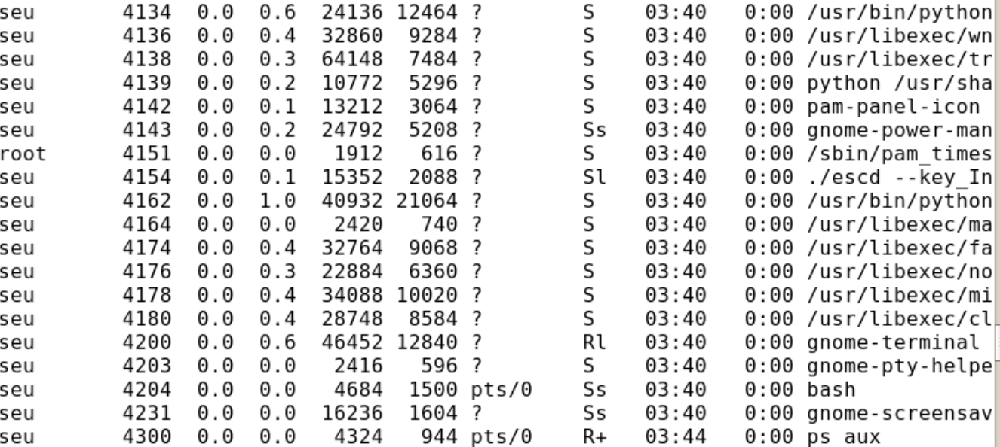 seu 4134 0.0 0.6 24136 12464 ? S 03:40 0:00 /usr/bin/python
seu 4136 0.0 0.4 32860 9284 ? S 03:40 0:00 /usr/libexec/wn
seu 4138 0.0 0.3 64148 7484 ? S 03:40 0:00 /usr/libexec/tr
seu 4139 0.0 0.2 10772 5296 ? S 03:40 0:00 python /usr/sha
seu 4142 0.0 0.1 13212 3064 ? S 03:40 0:00 pam-panel-icon
seu 4143 0.0 0.2 24792 5208 ? Ss 03:40 0:00 gnome-power-man
root 4151 0.0 0.0 1912 616 ? S 03:40 0:00 /sbin/pam_times
seu 4154 0.0 0.1 15352 2088 ? Sl 03:40 0:00 ./escd --key_In
seu 4162 0.0 1.0 40932 21064 ? S 03:40 0:00 /usr/bin/python
seu 4164 0.0 0.0 2420 740 ? S 03:40 0:00 /usr/libexec/ma
seu 4174 0.0 0.4 32764 9068 ? S 03:40 0:00 /usr/libexec/fa
seu 4176 0.0 0.3 22884 6360 ? S 03:40 0:00 /usr/libexec/no
seu 4178 0.0 0.4 34088 10020 ? S 03:40 0:00 /usr/libexec/mi
seu 4180 0.0 0.4 28748 8584 ? S 03:40 0:00 /usr/libexec/cl
seu 4200 0.0 0.6 46452 12840 ? Rl 03:40 0:00 gnome-terminal
seu 4203 0.0 0.0 2416 596 ? S 03:40 0:00 gnome-pty-helpe
seu 4204 0.0 0.0 4684 1500 pts/0 Ss 03:40 0:00 bash
seu 4231 0.0 0.0 16236 1604 ? Ss 03:40 0:00 gnome-screensav
seu 4300 0.0 0.0 4324 944 pts/0 R+ 03:44 0:00 ps aux